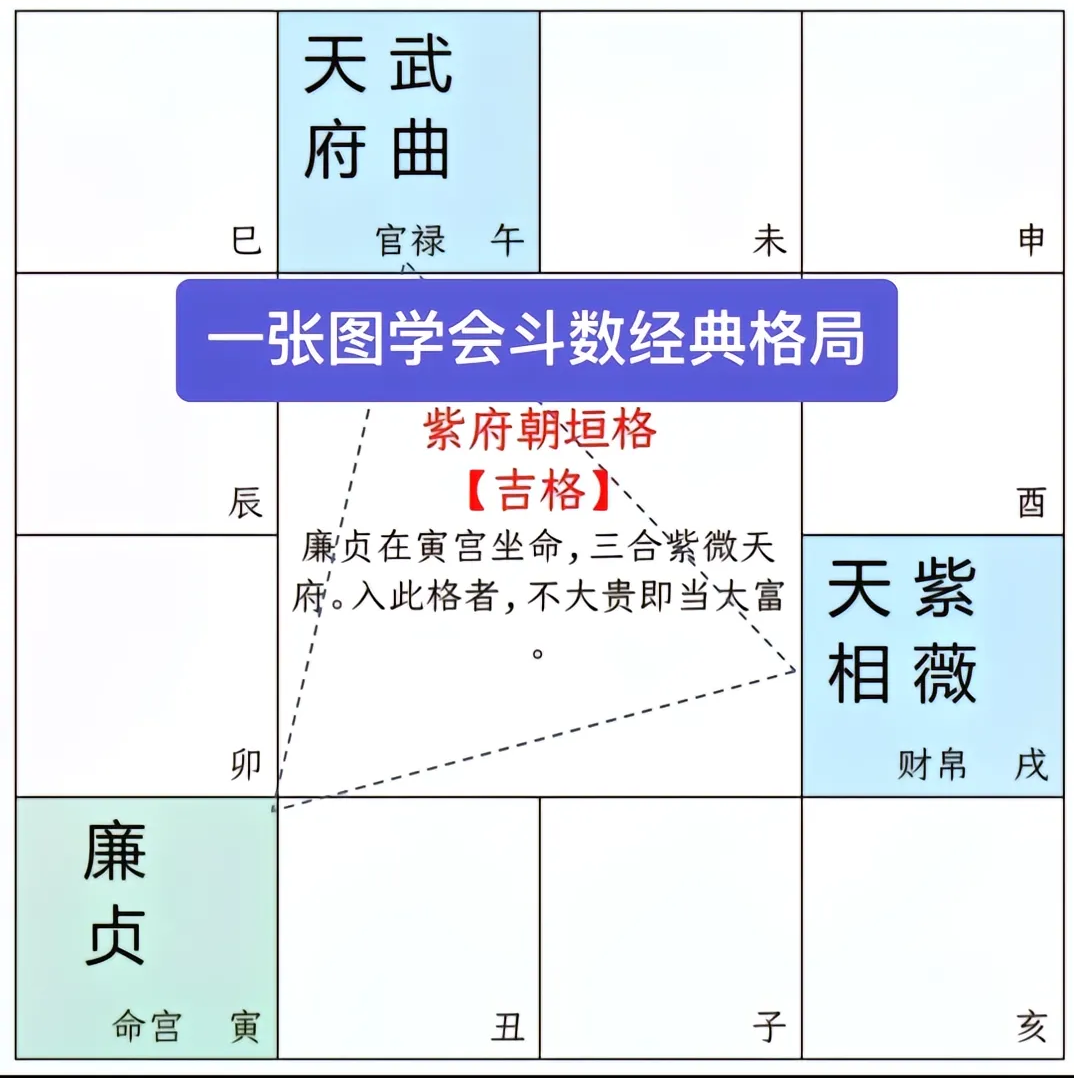 天 武
府 曲
巳
官禄 午
未
申
一张图学会斗数经典格局
紫府朝垣格
【吉格】
廉贞在寅宫坐命，三合紫微天
府。入此格者，不大贵即当大富
。
辰
酉
天 紫
相 薇
卯
财帛 戌
廉
贞
命宫 寅
丑
子
亥